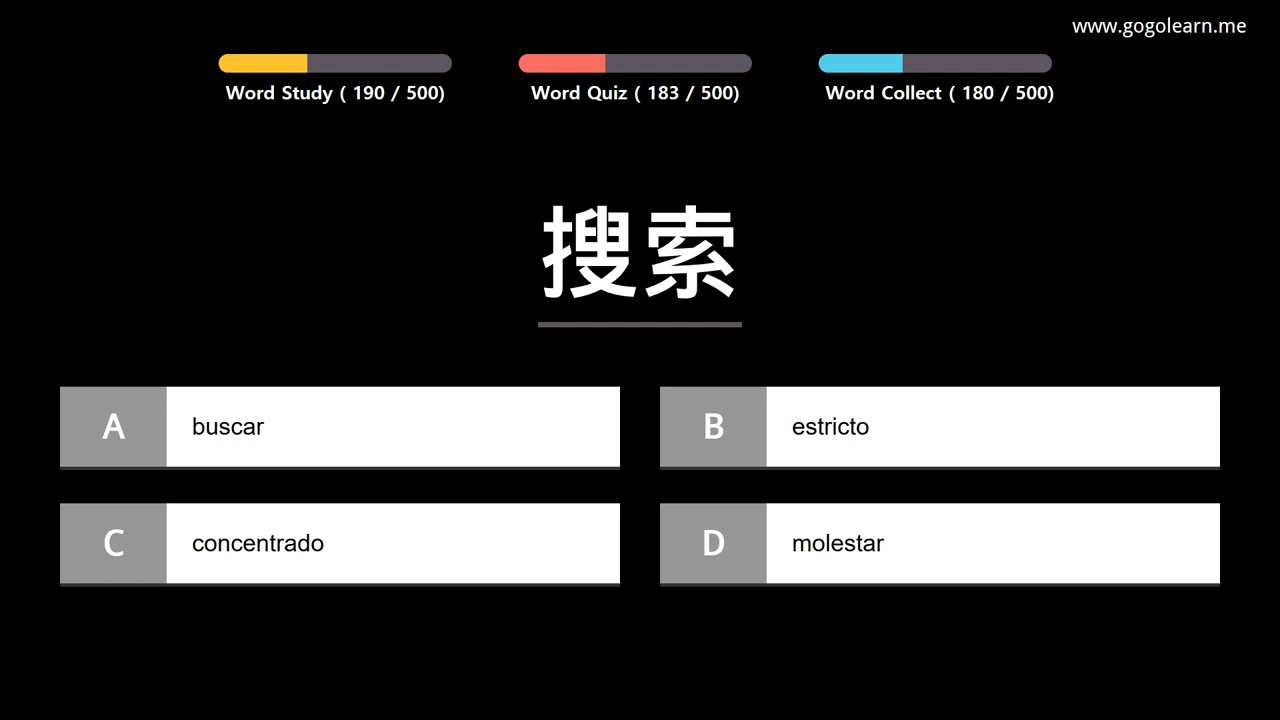 www.gogolearn.me
Word Study ( 190 / 500)
Word Quiz ( 183 / 500)
Word Collect ( 180 / 500)
搜索
A buscar
B estricto
C concentrado
D molestar